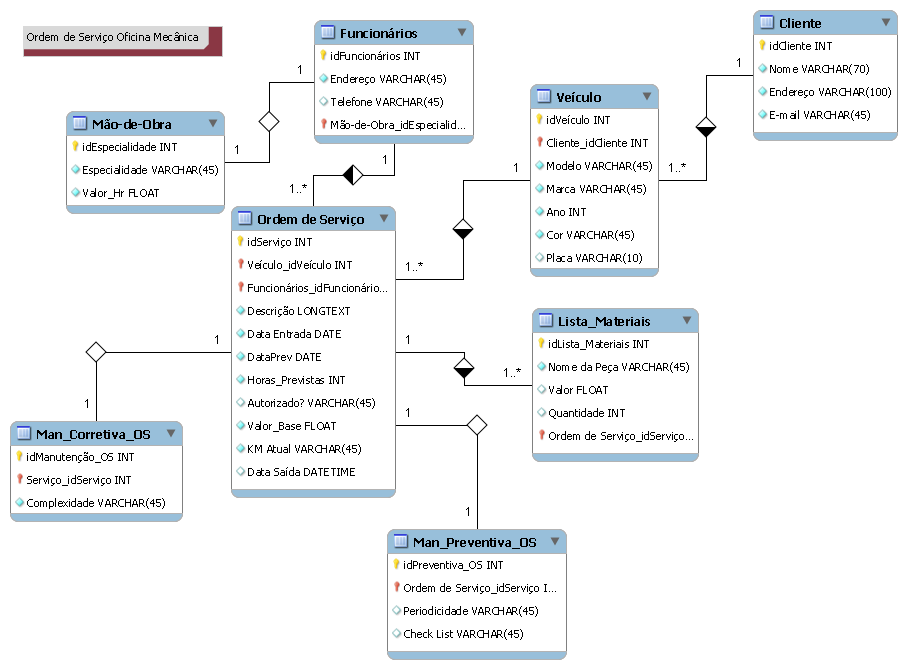 Ordem de Serviço Oficina Mecânica
Funcionários
idFuncionários INT
Endereço VARCHAR(45)
Telefone VARCHAR(45)
Mão-de-Obra_idEspecialid...
Cliente
idCliente INT
Nome VARCHAR(70)
Endereço VARCHAR(100)
E-mail VARCHAR(45)
Mão-de-Obra
idEspecialidade INT
Especialidade VARCHAR(45)
Valor_Hr FLOAT
Veículo
idVeículo INT
Cliente_idCliente INT
Modelo VARCHAR(45)
Marca VARCHAR(45)
Ano INT
Cor VARCHAR(45)
Placa VARCHAR(10)
1
1
1
1..*
1
1..*
1
1..*
Ordem de Serviço
idServiço INT
Veículo_idVeículo INT
Funcionários_idFuncionário...
Descrição LONGTEXT
Data Entrada DATE
DataPrev DATE
Horas_Previstas INT
Autorizado? VARCHAR(45)
Valor_Base FLOAT
KM Atual VARCHAR(45)
Data Saída DATETIME
Lista_Materiais
idLista_Materiais INT
Nome da Peça VARCHAR(45)
Valor FLOAT
Quantidade INT
Ordem de Serviço_idServiço...
1
1
1
1..*
1
1
Man_Corretiva_OS
idManutenção_OS INT
Serviço_idServiço INT
Complexidade VARCHAR(45)
Man_Preventiva_OS
idPreventiva_OS INT
Ordem de Serviço_idServiço I...
Periodicidade VARCHAR(45)
Check List VARCHAR(45)